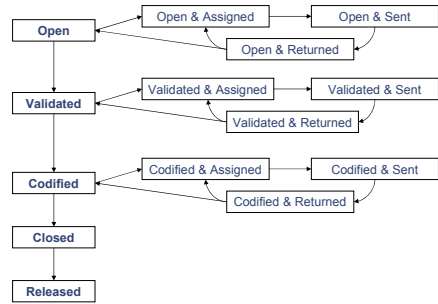 Open & Assigned
Open & Sent
Open
Open & Returned
Validated & Assigned
Validated & Sent
Validated
Validated & Returned
Codified & Assigned
Codified & Sent
Codified
Codified & Returned
Closed
Released